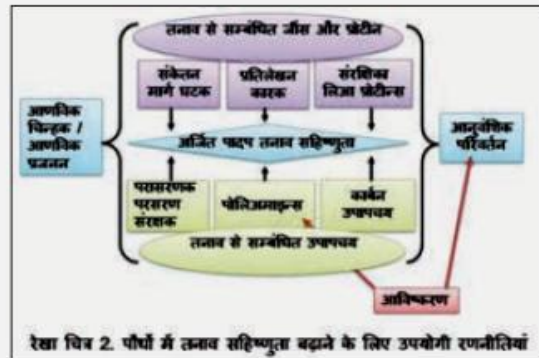 तनाव से सम्बंधित जींस और प्रोटीन
संकेतन
मार्ग घटक
प्रतिलेखन
कारक
संरक्षिका
लिआ प्रोटीन्स
आणविक
चिन्हक /
आणविक
प्रजनन
अर्जित पादप तनाव सहिष्णुता
आनुवंशिक
परिवर्तन
परासरणक
परसरण
संरक्षक
पोलिअमाइन्स
कार्बन
उपापचय
तनाव से सम्बंधित उपापचय
आविष्करण
रेखा चित्र 2. पौधों में तनाव सहिष्णुता बढ़ाने के लिए उपयोगी रणनीतियां